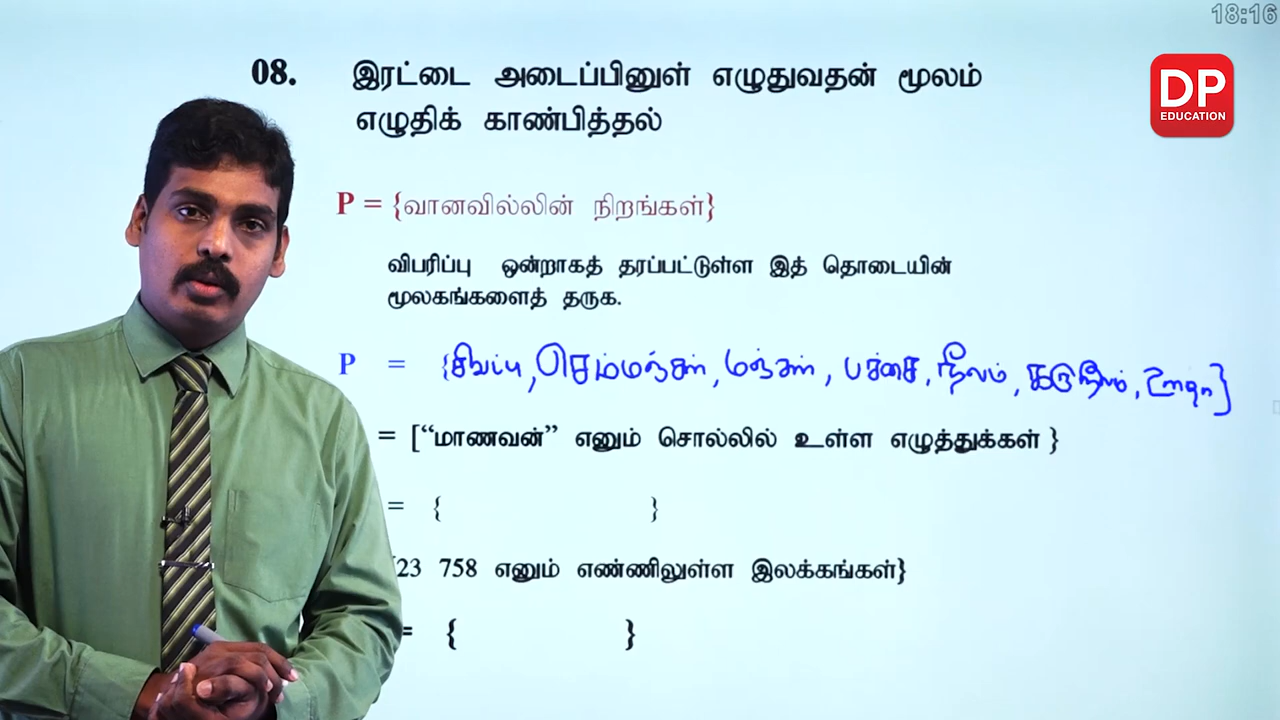 18:16
DP
EDUCATION
08. இரட்டை அடைப்பினுள் எழுதுவதன் மூலம்
எழுதிக் காண்பித்தல்
P = {வானவில்லின் நிறங்கள்}
விபரிப்பு ஒன்றாகத் தரப்பட்டுள்ள இத் தொடையின்
மூலகங்களைத் தருக.
P = {சிவப்பு, செம்மஞ்சள், மஞ்சள், பச்சை, நீலம், கருநீலம், ஊதா}
= [“மாணவன்” எனும் சொல்லில் உள்ள எழுத்துக்கள் }
= { }
{23 758 எனும் எண்ணிலுள்ள இலக்கங்கள்}
= { }